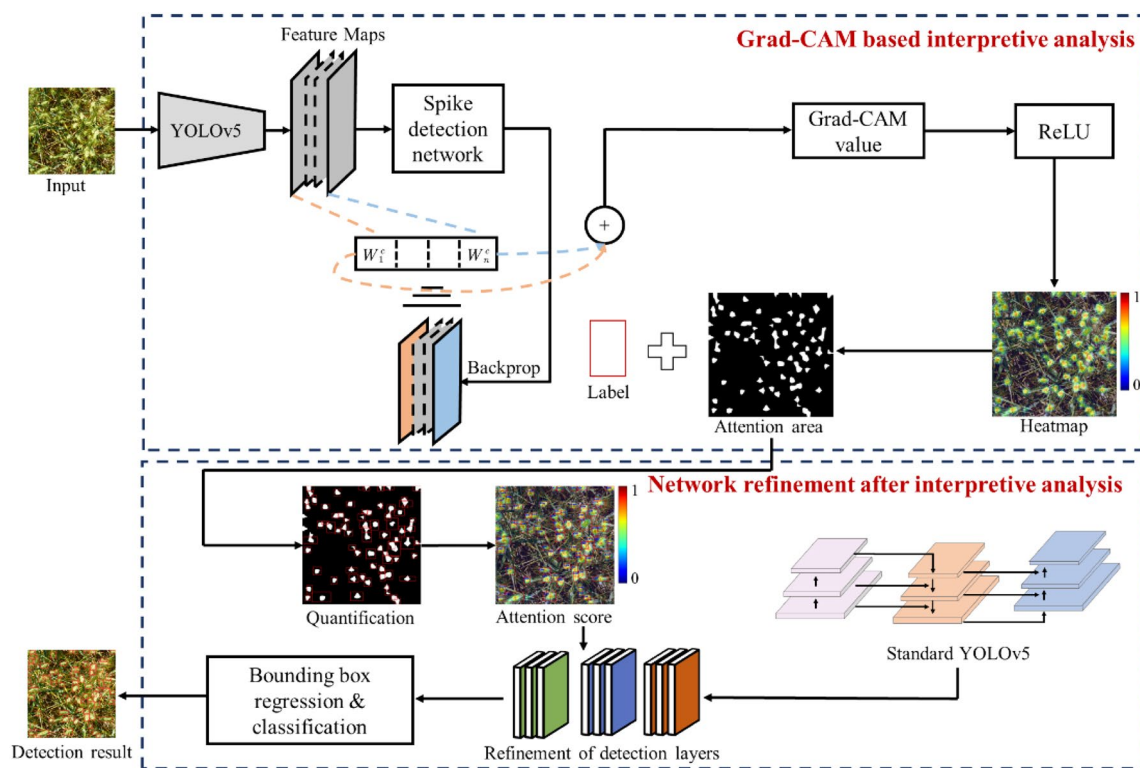 Feature Maps
Grad-CAM based interpretive analysis
YOLOv5
Spike
detection
network
Grad-CAM
value
ReLU
Input
+
W_1^c
W_n^c
1
0
Backprop
Label
Attention area
Heatmap
Network refinement after interpretive analysis
1
0
Quantification
Attention score
Standard YOLOv5
Bounding box
regression &
classification
Detection result
Refinement of detection layers